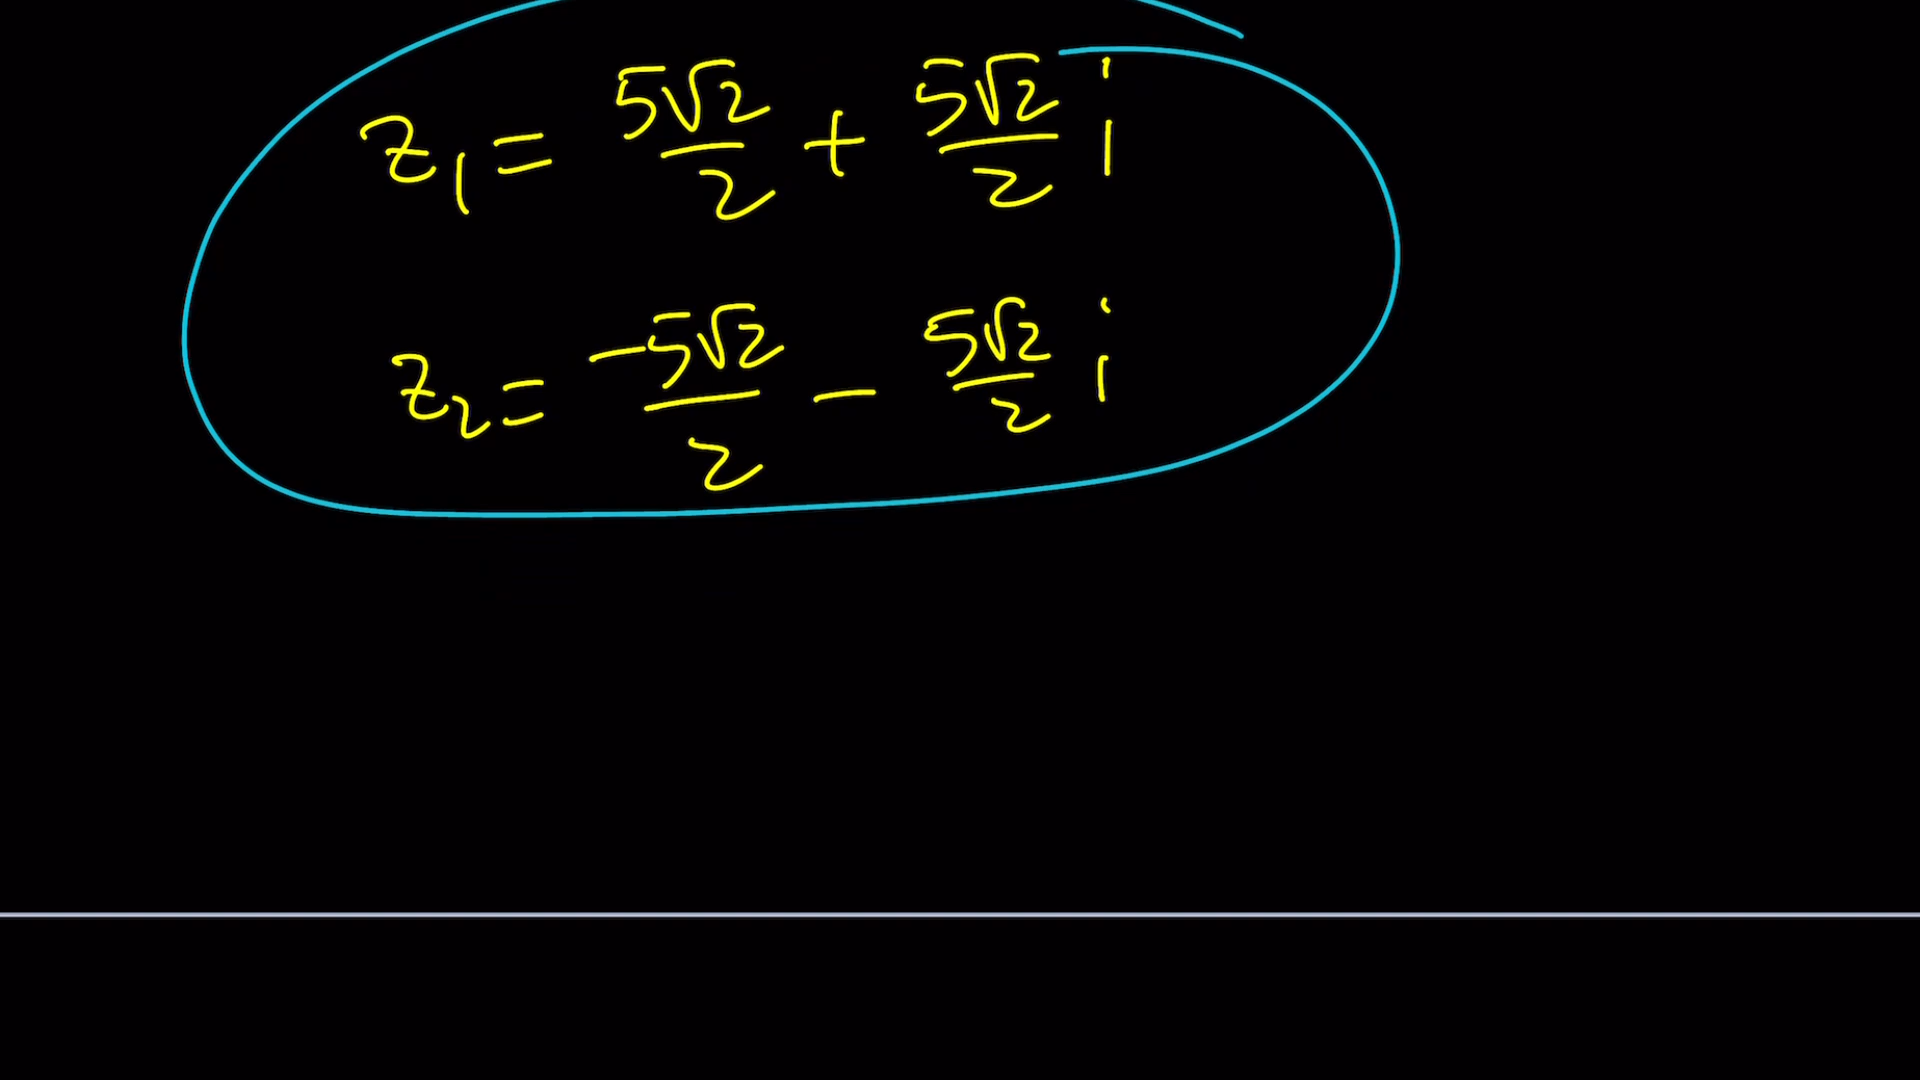 z₁ = 5√2/2 + 5√2/2 i
z₂ = -5√2/2 - 5√2/2 i